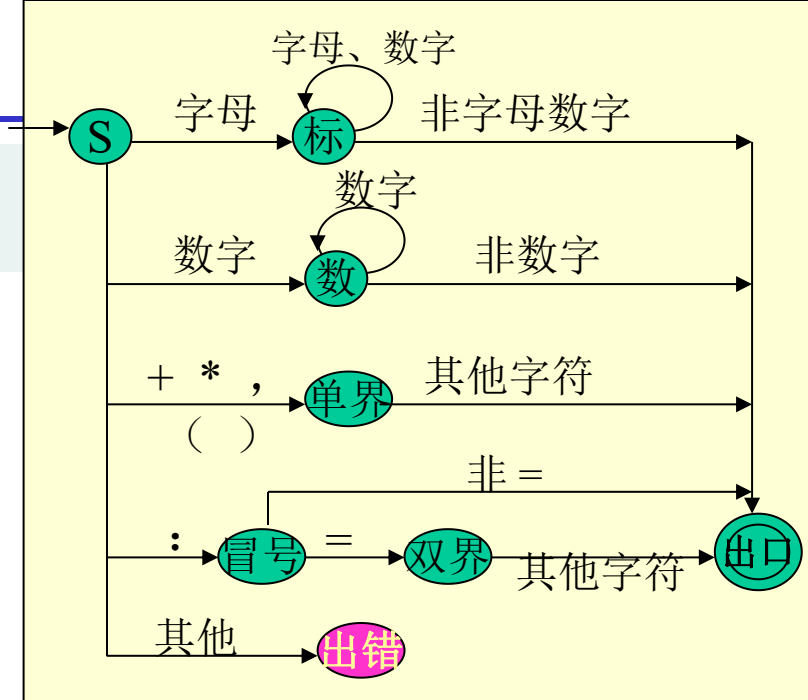 字母、数字
字母
非字母数字
S
标
数字
数字
非数字
数
+ * ，
其他字符
单界
( )
非 =
：
=
冒号
双界
其他字符
出口
其他
出错